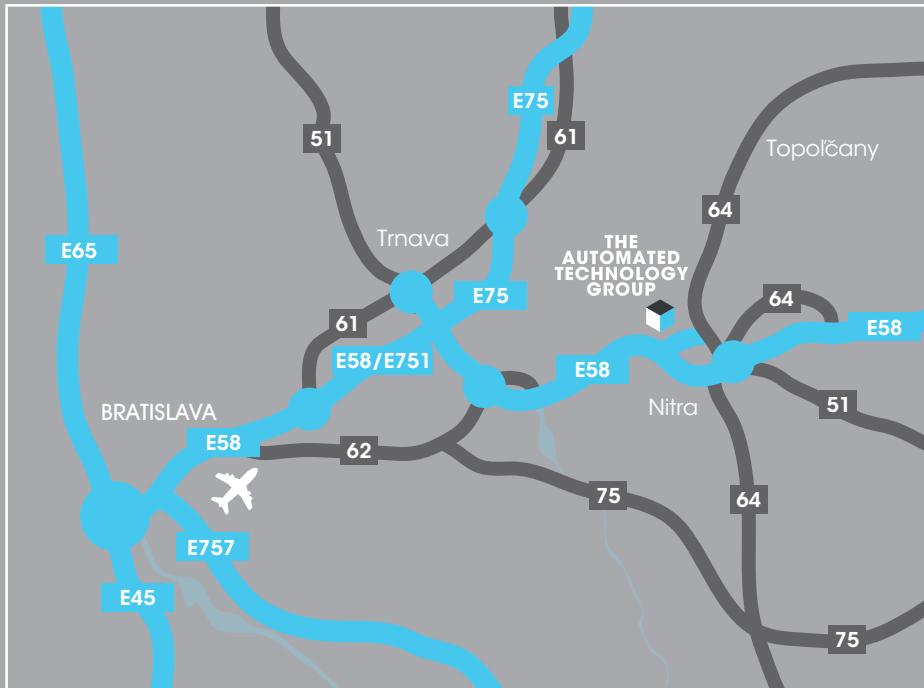 E75
51
61
Topoľčany
64
E65
Trnava
THE
AUTOMATED
TECHNOLOGY
GROUP
E75
64
61
E58
E58/E751
E58
BRATISLAVA
Nitra
51
E58
62
75
64
E757
E45
75